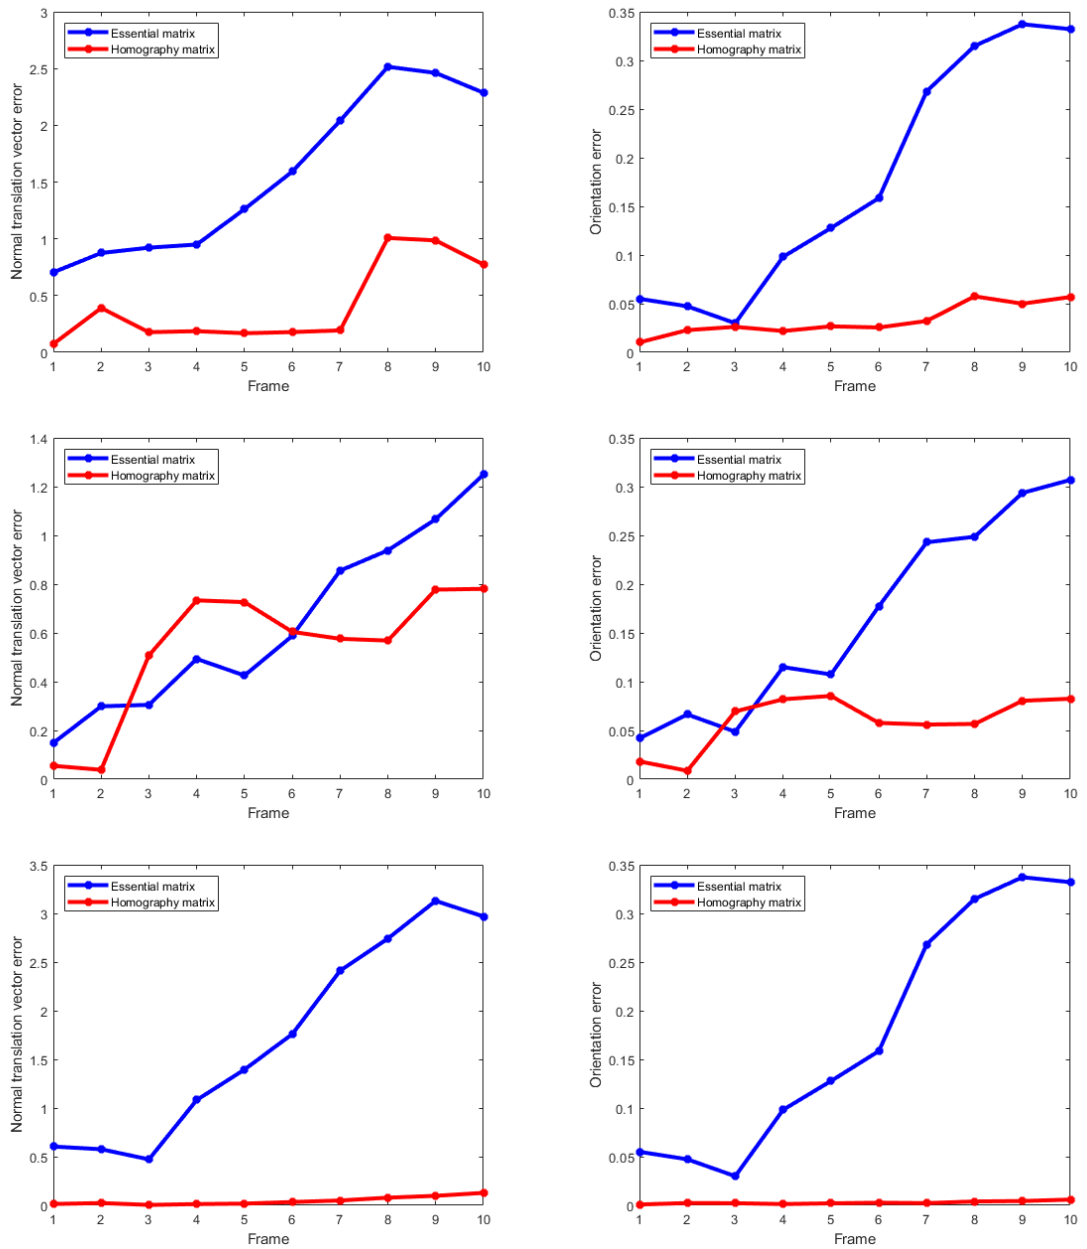 3
2.5
2
1.5
1
0.5
0
Normal translation vector error
Essential matrix
Homography matrix
1 2 3 4 5 6 7 8 9 10
Frame
0.35
0.3
0.25
0.2
0.15
0.1
0.05
0
Orientation error
Essential matrix
Homography matrix
1 2 3 4 5 6 7 8 9 10
Frame
1.4
1.2
1
0.8
0.6
0.4
0.2
0
Normal translation vector error
Essential matrix
Homography matrix
1 2 3 4 5 6 7 8 9 10
Frame
0.35
0.3
0.25
0.2
0.15
0.1
0.05
0
Orientation error
Essential matrix
Homography matrix
1 2 3 4 5 6 7 8 9 10
Frame
3.5
3
2.5
2
1.5
1
0.5
0
Normal translation vector error
Essential matrix
Homography matrix
1 2 3 4 5 6 7 8 9 10
Frame
0.35
0.3
0.25
0.2
0.15
0.1
0.05
0
Orientation error
Essential matrix
Homography matrix
1 2 3 4 5 6 7 8 9 10
Frame